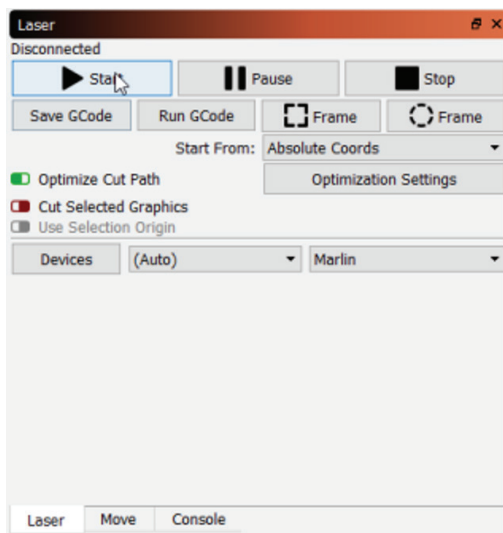 Laser
Disconnected
Start Pause Stop
Save GCode Run GCode Frame Frame
Start From: Absolute Coords
Optimize Cut Path Optimization Settings
Cut Selected Graphics
Use Selection Origin
Devices (Auto) Marlin
Laser Move Console